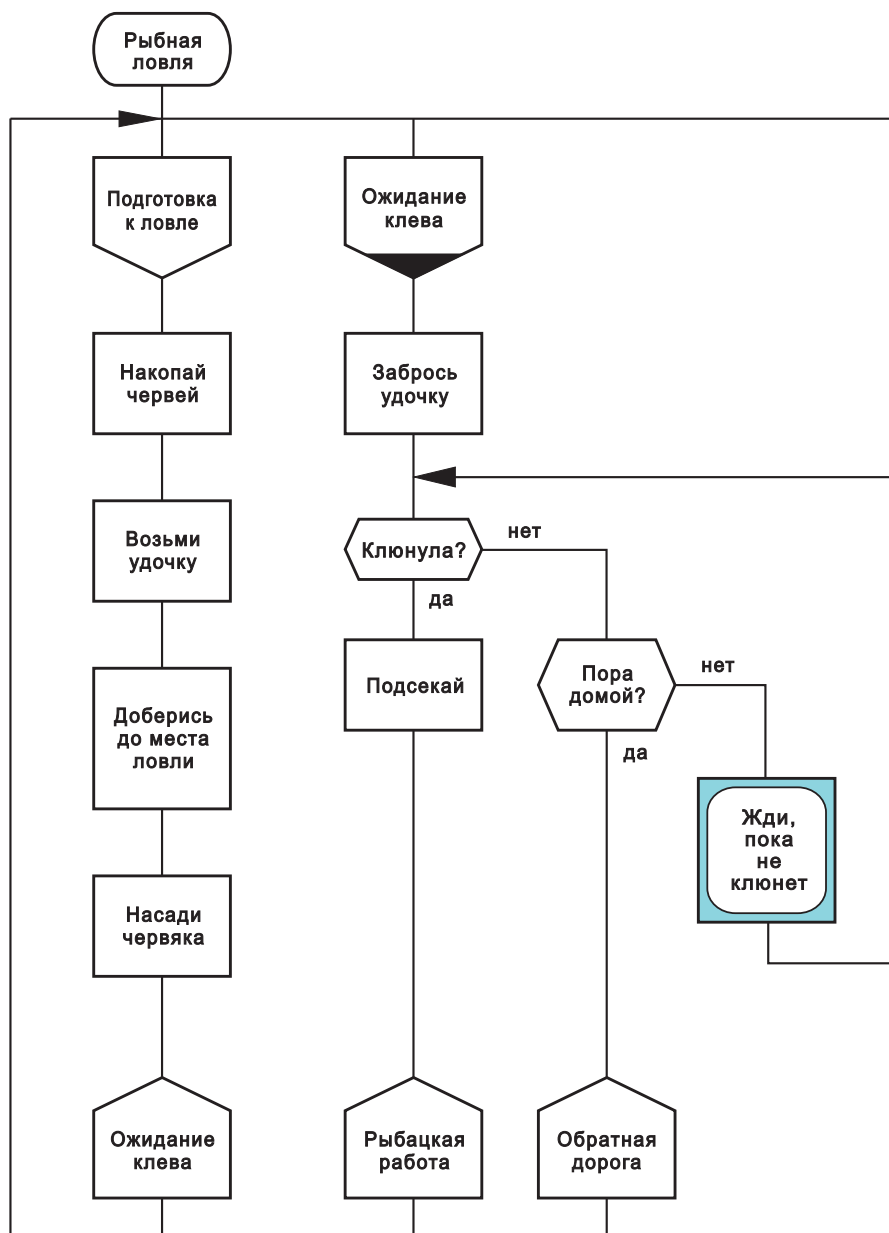 Рыбная
ловля
Подготовка
к ловле
Накопай
червей
Возьми
удочку
Доберись
до места
ловли
Насади
червяка
Ожидание
клева
Ожидание
клева
Забрось
удочку
Клюнула?
нет
да
Подсекай
Рыбацкая
работа
Пора
домой?
нет
да
Обратная
дорога
Жди,
пока
не
клюнет